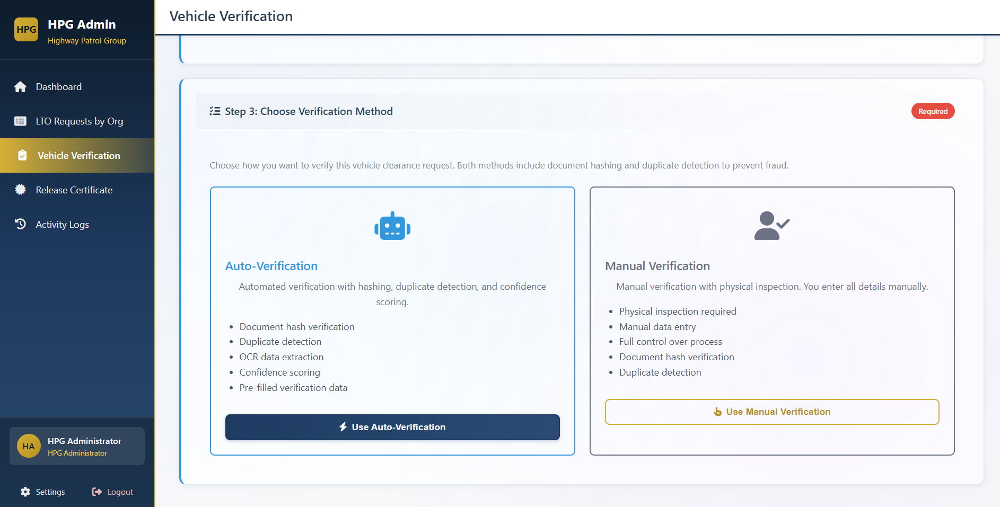 HPG
HPG Admin
Highway Patrol Group
Dashboard
LTO Requests by Org
Vehicle Verification
Release Certificate
Activity Logs
HA
HPG Administrator
HPG Administrator
Settings
Logout
Vehicle Verification
Step 3: Choose Verification Method
Required
Choose how you want to verify this vehicle clearance request. Both methods include document hashing and duplicate detection to prevent fraud.
Auto-Verification
Automated verification with hashing, duplicate detection, and confidence
scoring.
• Document hash verification
• Duplicate detection
• OCR data extraction
• Confidence scoring
• Pre-filled verification data
Use Auto-Verification
Manual Verification
Manual verification with physical inspection. You enter all details manually.
• Physical inspection required
• Manual data entry
• Full control over process
• Document hash verification
• Duplicate detection
Use Manual Verification